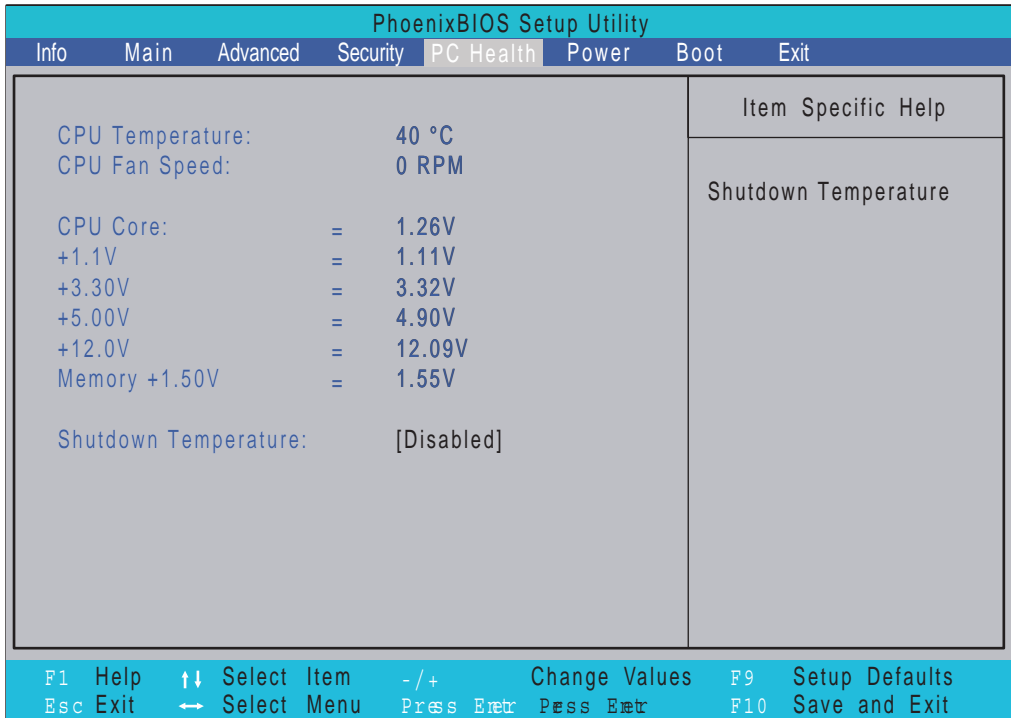 PhoenixBIOS Setup Utility
Info Main Advanced Security PC Health Power Boot Exit
Item Specific Help
CPU Temperature: 40 °C
CPU Fan Speed: 0 RPM
Shutdown Temperature
CPU Core: = 1.26V
+1.1V = 1.11V
+3.30V = 3.32V
+5.00V = 4.90V
+12.0V = 12.09V
Memory +1.50V = 1.55V
Shutdown Temperature: [Disabled]
F1 Help ↑↓ Select Item -/+ Change Values F9 Setup Defaults
Esc Exit ↔ Select Menu Press Press F10 Save and Exit